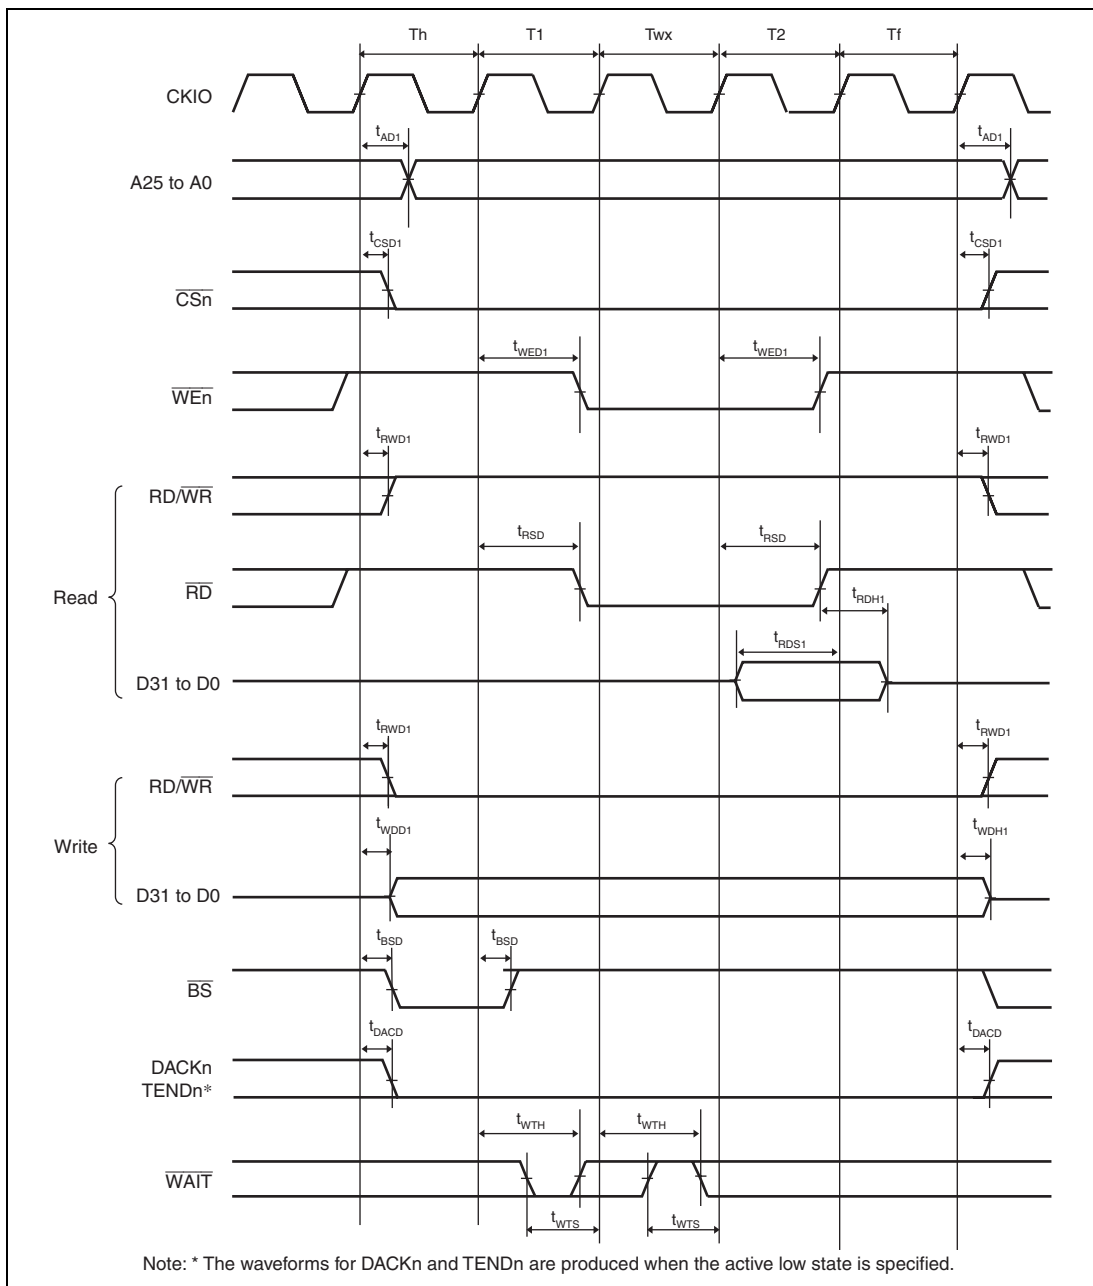 Th T1 Twx T2 Tf
CKIO
tAD1 tAD1
A25 to A0
tCSD1 tCSD1
CSn
tWED1 tWED1
WEn
tRWD1 tRWD1
RD/WR
tRSD tRSD
Read
RD
tRDH1
tRDS1
D31 to D0
tRWD1 tRWD1
RD/WR
tWDD1 tWDH1
Write
D31 to D0
tBSD tBSD
BS
tDACD tDACD
DACKn
TENDn*
tWTH tWTH
WAIT
tWTS tWTS
Note: * The waveforms for DACKn and TENDn are produced when the active low state is specified.